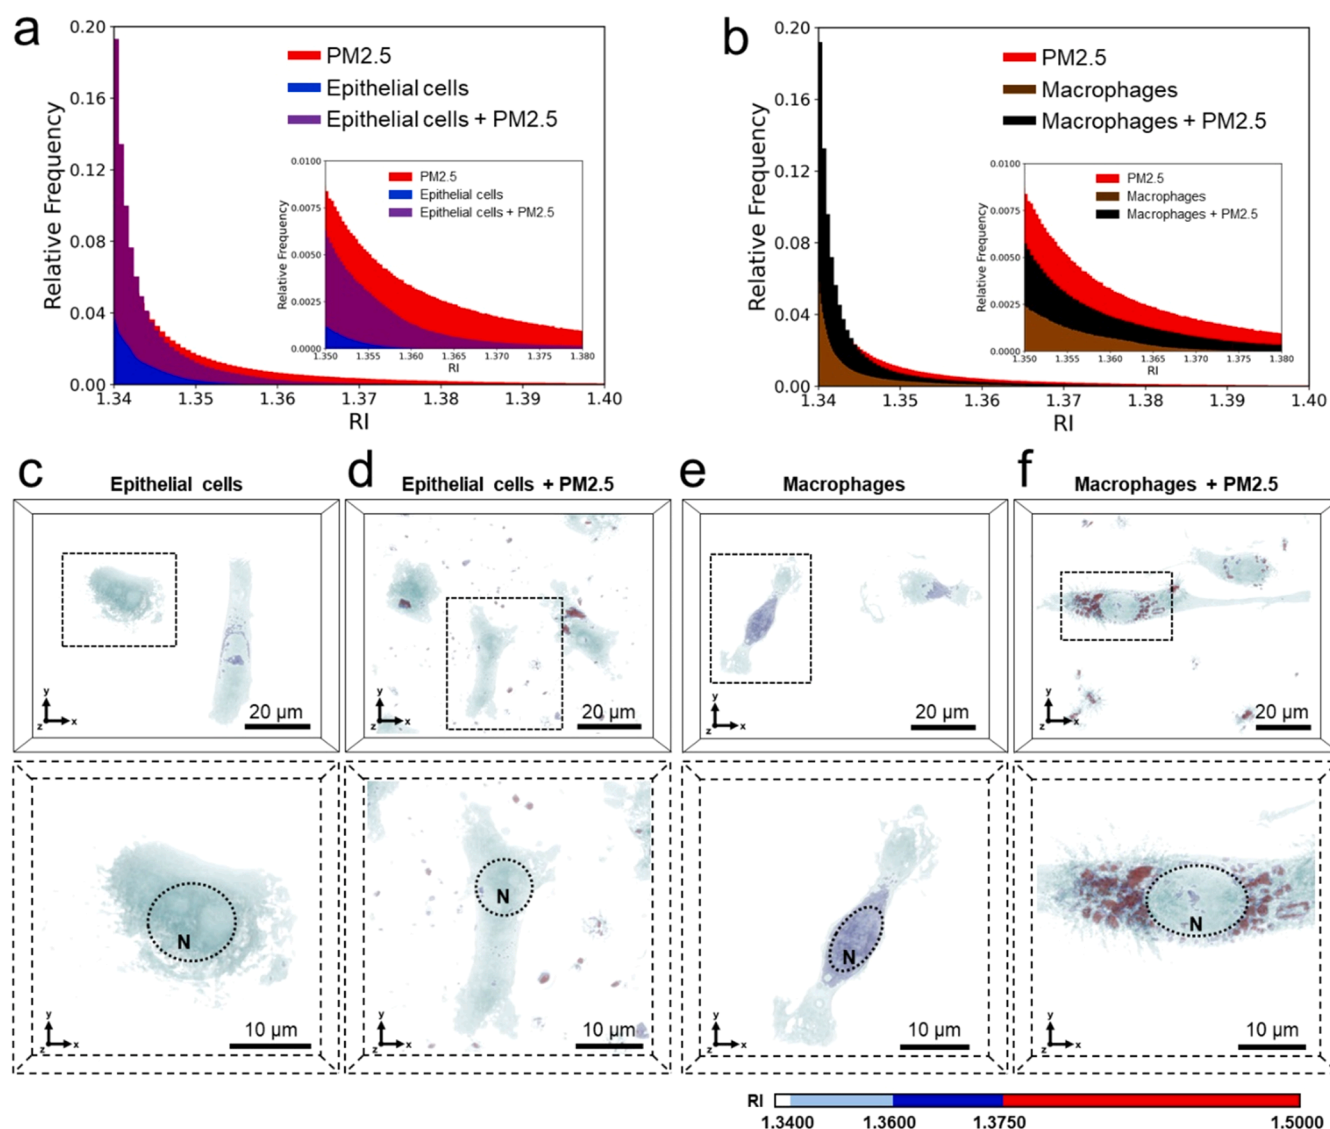 a
0.20
0.16
0.12
0.08
0.04
0.00
Relative Frequency
PM2.5
Epithelial cells
Epithelial cells + PM2.5
0.0100
0.0075
0.0050
0.0025
0.0000
Relative Frequency
PM2.5
Epithelial cells
Epithelial cells + PM2.5
1.350 1.355 1.360 1.365 1.370 1.375 1.380
RI
1.34 1.35 1.36 1.37 1.38 1.39 1.40
RI
b
0.20
0.16
0.12
0.08
0.04
0.00
Relative Frequency
PM2.5
Macrophages
Macrophages + PM2.5
0.0100
0.0075
0.0050
0.0025
0.0000
Relative Frequency
PM2.5
Macrophages
Macrophages + PM2.5
1.350 1.355 1.360 1.365 1.370 1.375 1.380
RI
1.34 1.35 1.36 1.37 1.38 1.39 1.40
RI
c
Epithelial cells
y
z x
20 µm
N
y
z x
10 µm
d
Epithelial cells + PM2.5
y
z x
20 µm
N
y
z x
10 µm
e
Macrophages
y
z x
20 µm
N
y
z x
10 µm
f
Macrophages + PM2.5
y
z x
20 µm
N
y
z x
10 µm
RI
1.3400 1.3600 1.3750 1.5000